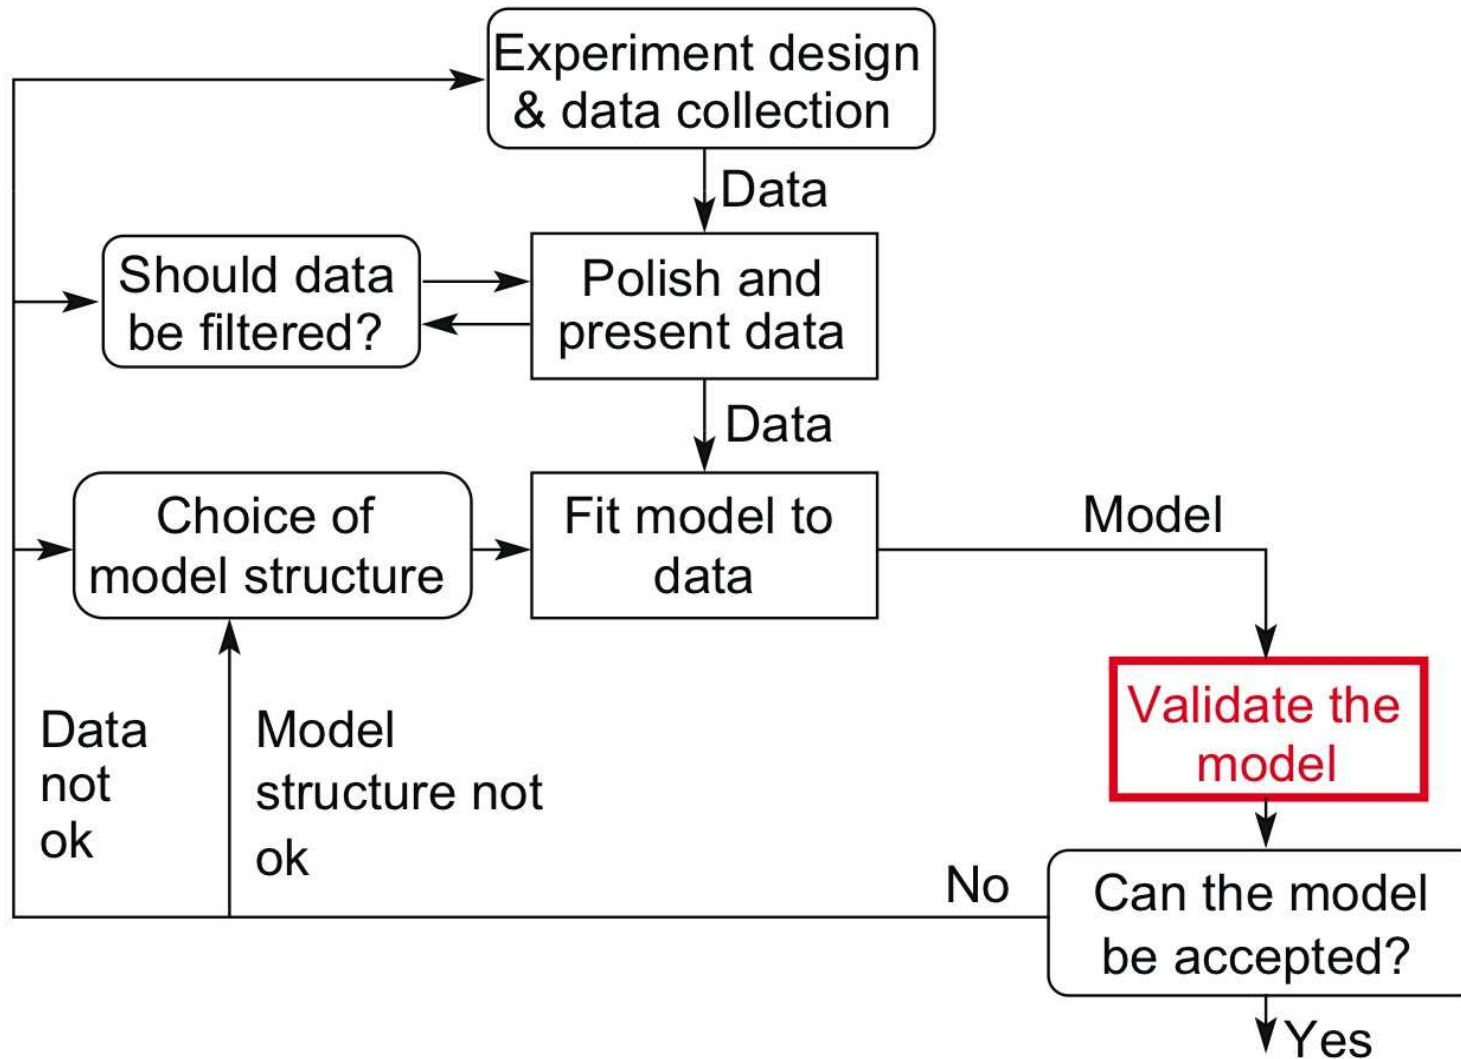 Experiment design
& data collection
Data
Should data
be filtered?
Polish and
present data
Data
Choice of
model structure
Fit model to
data
Model
Validate the
model
Data
not
ok
Model
structure not
ok
No
Can the model
be accepted?
Yes